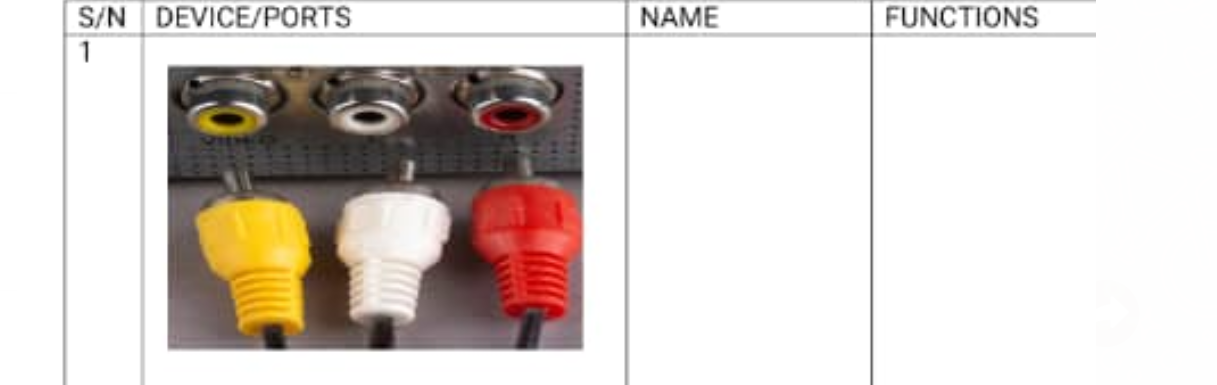 S/N DEVICE/PORTS NAME FUNCTIONS
1